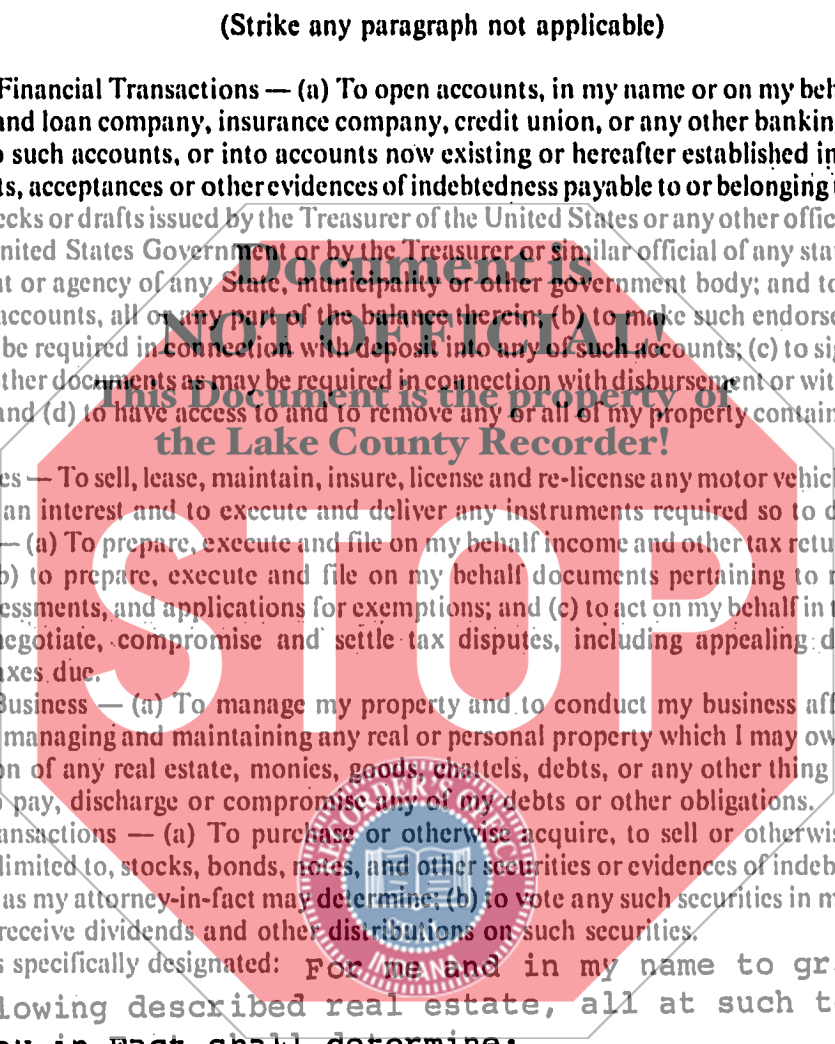 (Strike any paragraph not applicable)
Financial Transactions — (a) To open accounts, in my name or on my beh
and loan company, insurance company, credit union, or any other bankin
such accounts, or into accounts now existing or hereafter established in
ts, acceptances or other evidences of indebtedness payable to or belonging
ecks or drafts issued by the Treasurer of the United States or any other offic
nited States Government or by the Treasurer or similar official of any sta
nt or agency of any State, municipality or other government body; and to
Document is
accounts, all or any part of the balance therein; (b) to make such endorse
NOT OFFICIAL!
be required in connection with deposit into any of such accounts; (c) to si
ther documents as may be required in connection with disbursement or wit
This Document is the property of
and (d) to have access to and to remove any or all of my property contain
the Lake County Recorder!
es — To sell, lease, maintain, insure, license and re-license any motor vehic
an interest and to execute and deliver any instruments required so to d
— (a) To prepare, execute and file on my behalf income and other tax retu
b) to prepare, execute and file on my behalf documents pertaining to
essments, and applications for exemptions; and (c) to act on my behalf in
negotiate, compromise and settle tax disputes, including appealing d
axes due.
STOP
Business — (a) To manage my property and to conduct my business aff
managing and maintaining any real or personal property which I may ow
on of any real estate, monies, goods, chattels, debts, or any other thing
pay, discharge or compromise any of my debts or other obligations.
ansactions — (a) To purchase or otherwise acquire, to sell or otherwis
limited to, stocks, bonds, notes, and other securities or evidences of indeb
as my attorney-in-fact may determine; (b) to vote any such securities in m
receive dividends and other distributions on such securities.
s specifically designated: For me and in my name to gr
lowing described real estate, all at such t
in Fact shall determine:
INDIANA